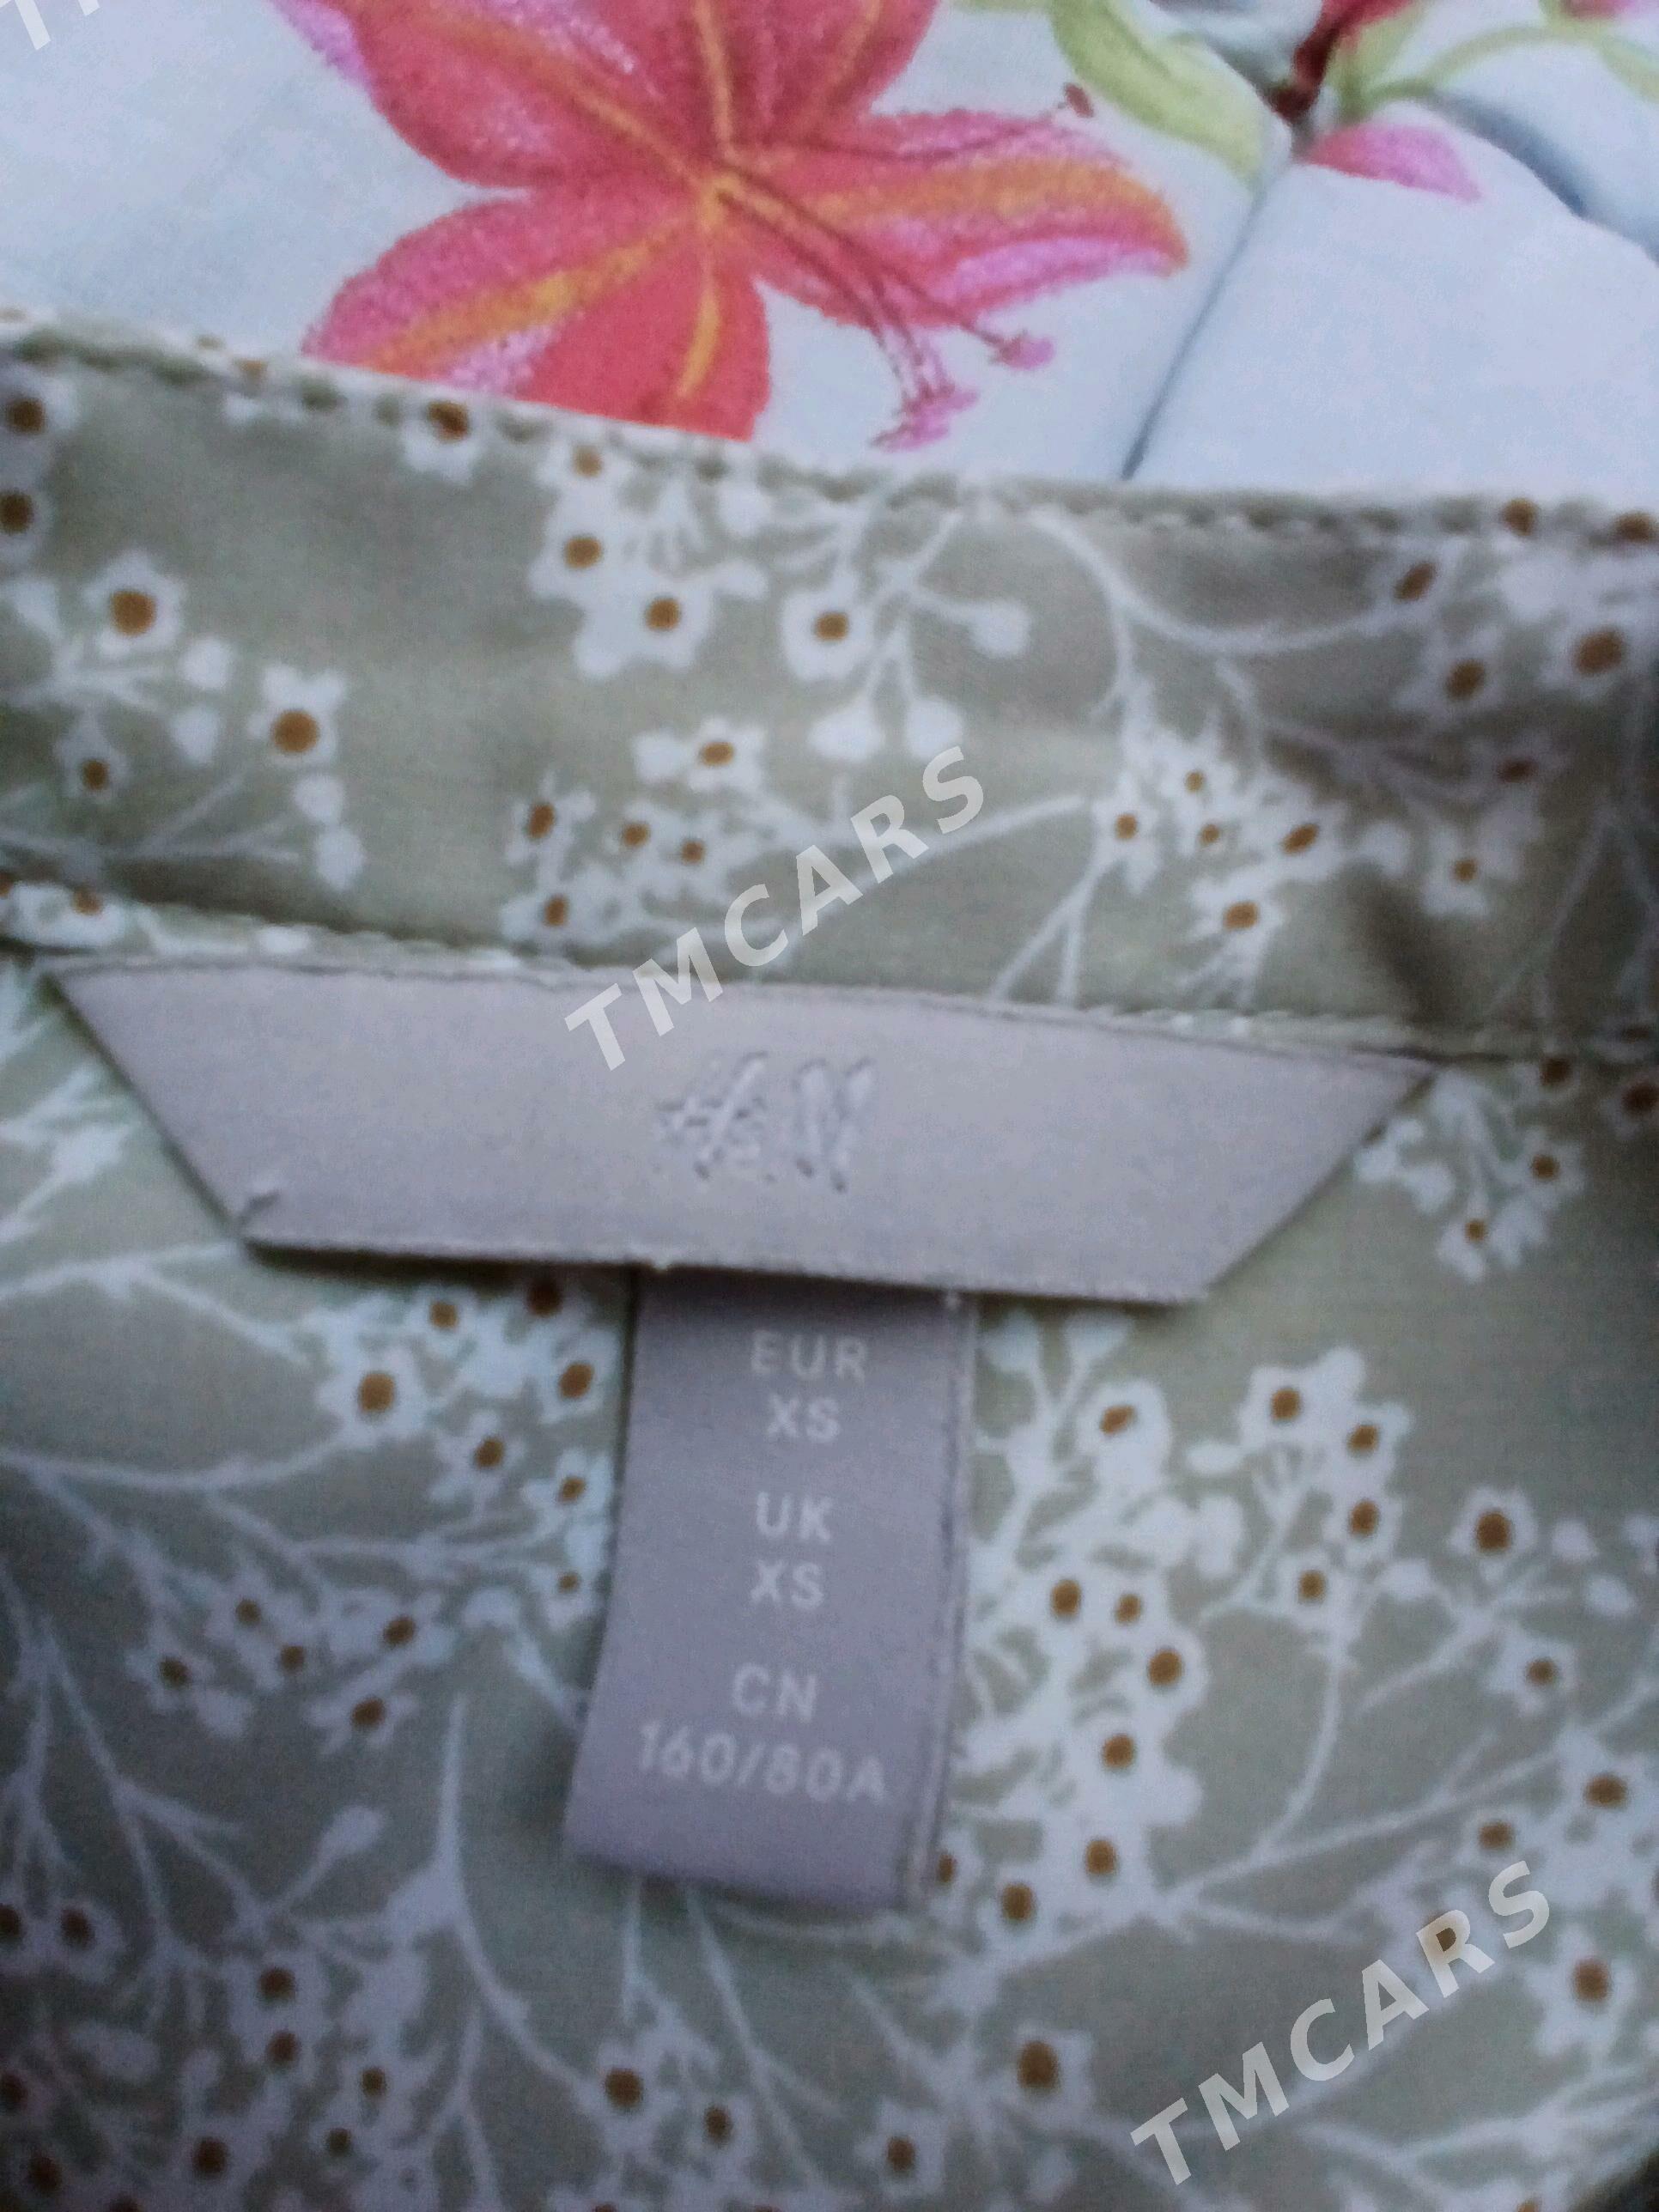 TMCARS
H&M
EUR
XS
UK
XS
CN
160/80A
TMCARS